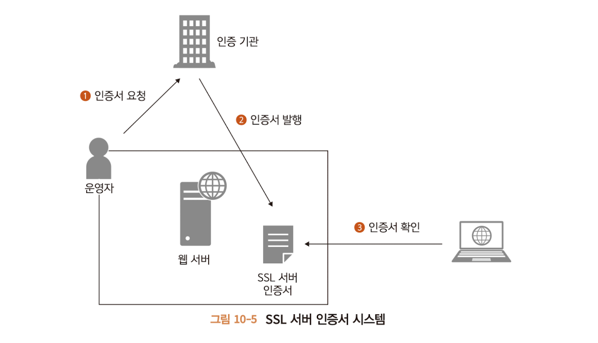 인증 기관
1 인증서 요청
2 인증서 발행
운영자
3 인증서 확인
웹 서버
SSL 서버
인증서
그림 10-5 SSL 서버 인증서 시스템